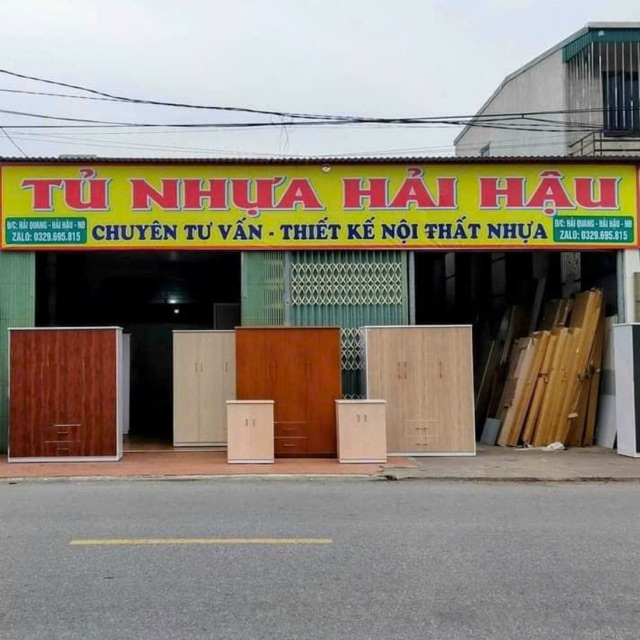 TỦ NHỰA HẢI HẬU
Đ/C: HẢI QUANG - HẢI HẬU - NĐ
ZALO: 0329.695.815
CHUYÊN TƯ VẤN - THIẾT KẾ NỘI THẤT NHỰA
Đ/C: HẢI QUANG - HẢI HẬU - NĐ
ZALO: 0329.695.815